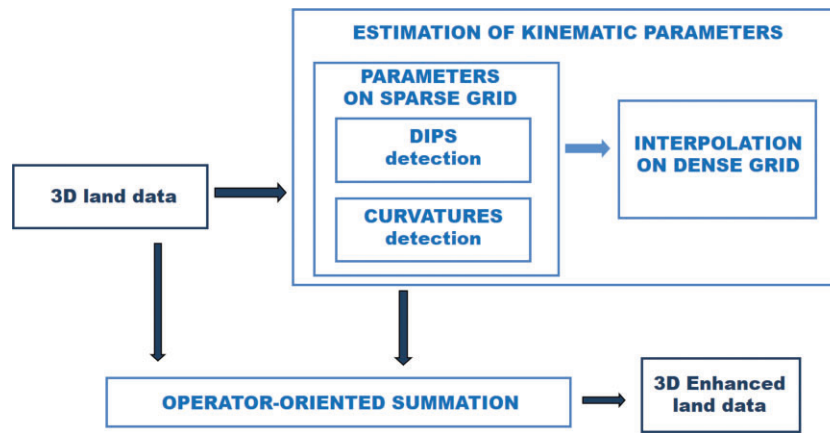 ESTIMATION OF KINEMATIC PARAMETERS
PARAMETERS
ON SPARSE GRID
DIPS
detection
INTERPOLATION
ON DENSE GRID
3D land data
CURVATURES
detection
OPERATOR-ORIENTED SUMMATION
3D Enhanced
land data